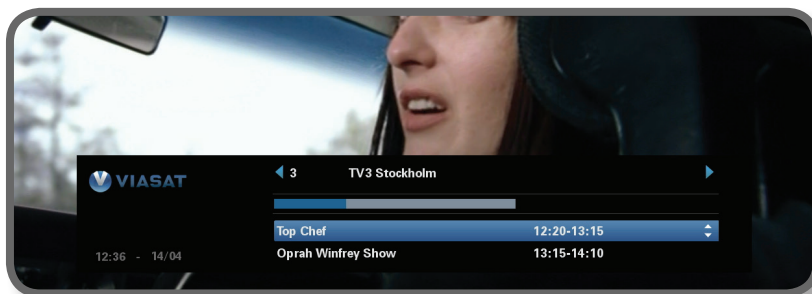 3 TV3 Stockholm
VIASAT
Top Chef 12:20-13:15
12:36 - 14/04
Oprah Winfrey Show 13:15-14:10